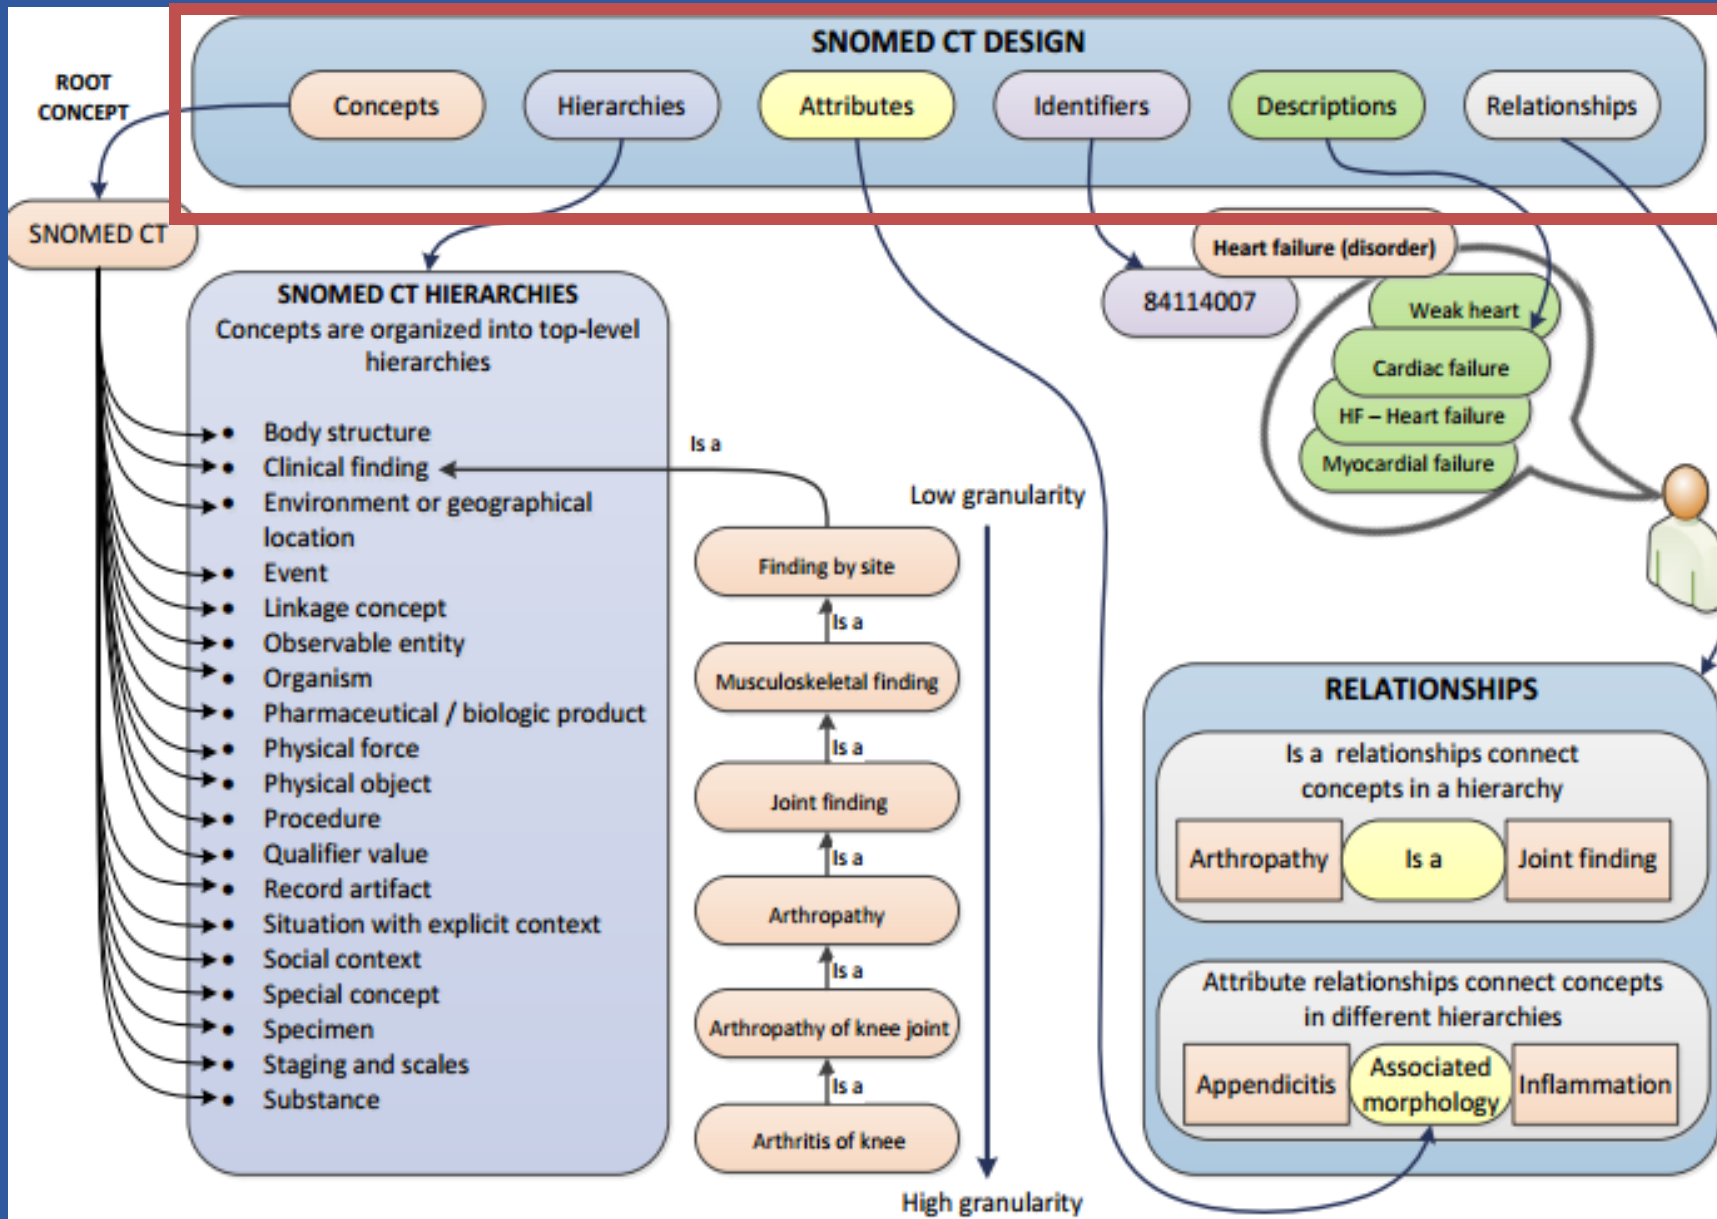 SNOMED CT DESIGN
ROOT
CONCEPT
Concepts
Hierarchies
Attributes
Identifiers
Descriptions
Relationships
SNOMED CT
SNOMED CT HIERARCHIES
Concepts are organized into top-level
hierarchies
• Body structure
• Clinical finding
• Environment or geographical
location
• Event
• Linkage concept
• Observable entity
• Organism
• Pharmaceutical / biologic product
• Physical force
• Physical object
• Procedure
• Qualifier value
• Record artifact
• Situation with explicit context
• Social context
• Special concept
• Specimen
• Staging and scales
• Substance
Is a
Finding by site
Is a
Musculoskeletal finding
Is a
Joint finding
Is a
Arthropathy
Is a
Arthropathy of knee joint
Is a
Arthritis of knee
Low granularity
High granularity
Heart failure (disorder)
84114007
Weak heart
Cardiac failure
HF – Heart failure
Myocardial failure
RELATIONSHIPS
Is a relationships connect
concepts in a hierarchy
Arthropathy
Is a
Joint finding
Attribute relationships connect concepts
in different hierarchies
Appendicitis
Associated
morphology
Inflammation